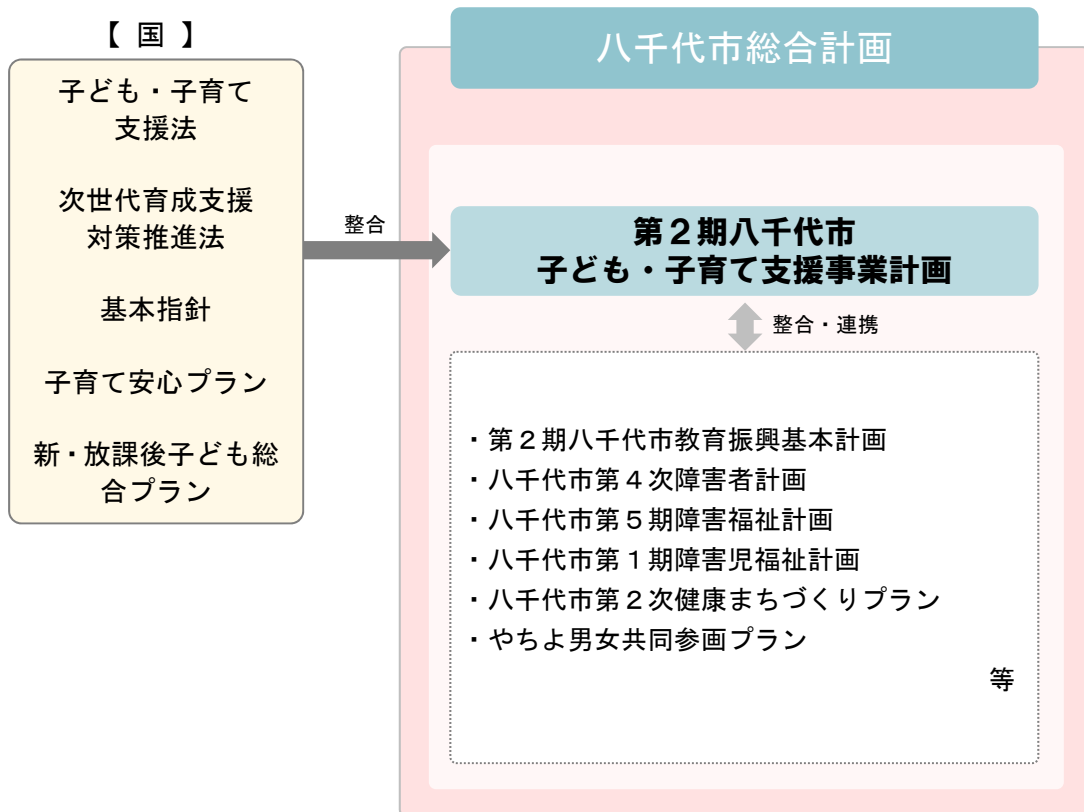 【 国 】
子ども・子育て
支援法
次世代育成支援
対策推進法
基本指針
子育て安心プラン
新・放課後子ども総
合プラン
整合
八千代市総合計画
第２期八千代市
子ども・子育て支援事業計画
整合・連携
・第２期八千代市教育振興基本計画
・八千代市第４次障害者計画
・八千代市第５期障害福祉計画
・八千代市第１期障害児福祉計画
・八千代市第２次健康まちづくりプラン
・やちよ男女共同参画プラン
等